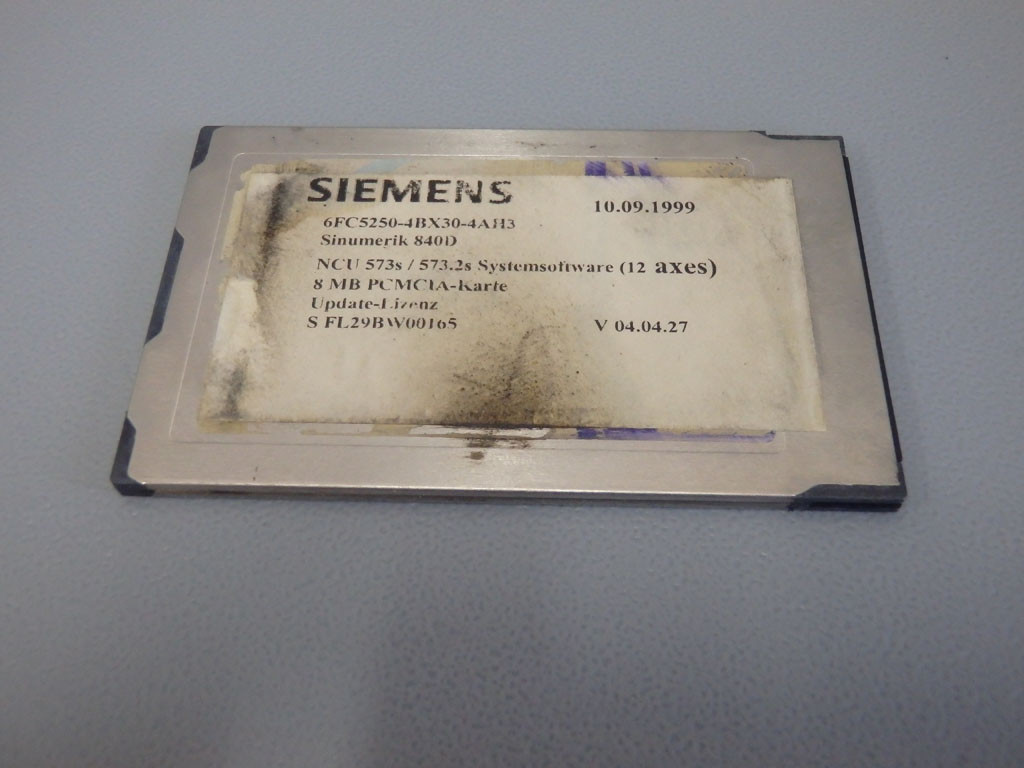 SIEMENS
10.09.1999
6FC5250-4BX30-4AH3
Sinumerik 840D
NCU 573s / 573.2s Systemsoftware (12 axes)
8 MB PCMCIA-Karte
Update-Lizenz
S FL29BW00165 V 04.04.27